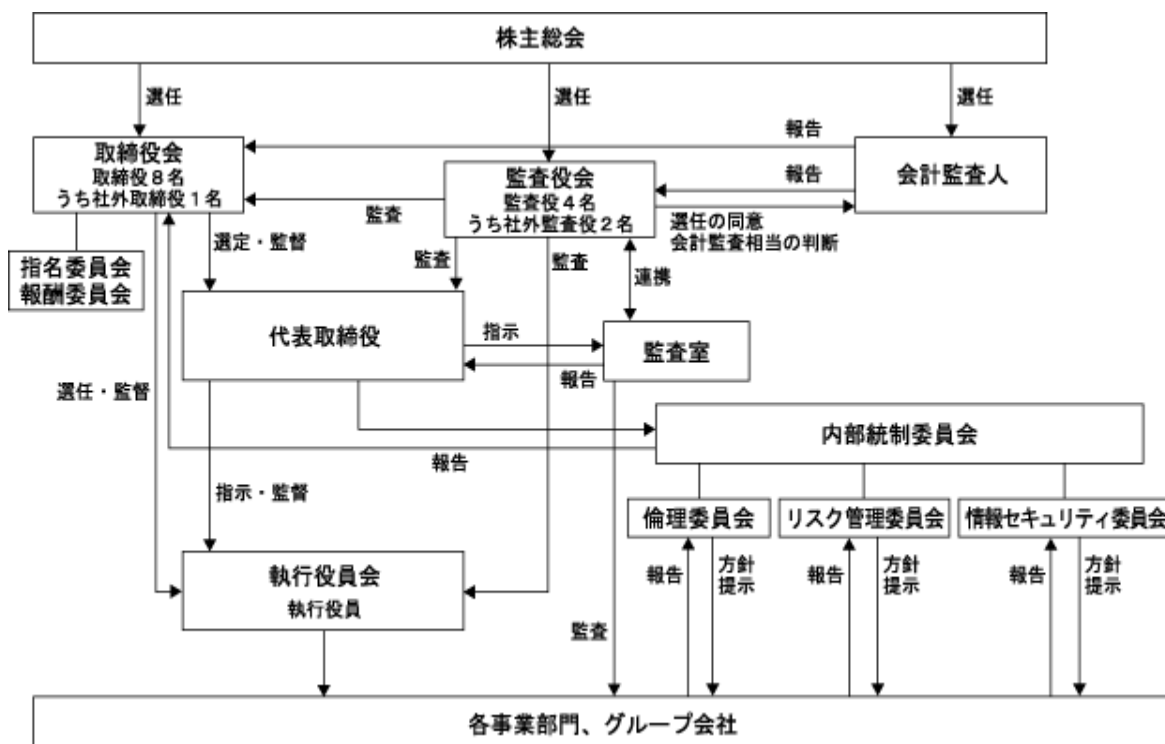 株主総会
選任
選任
選任
報告
取締役会
取締役8名
うち社外取締役1名
監査役会
監査役4名
うち社外監査役2名
報告
会計監査人
監査
選任の同意
会計監査相当の判断
選定・監督
監査
監査
連携
指名委員会
報酬委員会
代表取締役
指示
監査室
報告
選任・監督
内部統制委員会
報告
指示・監督
倫理委員会
リスク管理委員会
情報セキュリティ委員会
執行役員会
執行役員
報告
方針
提示
報告
方針
提示
報告
方針
提示
監査
各事業部門、グループ会社